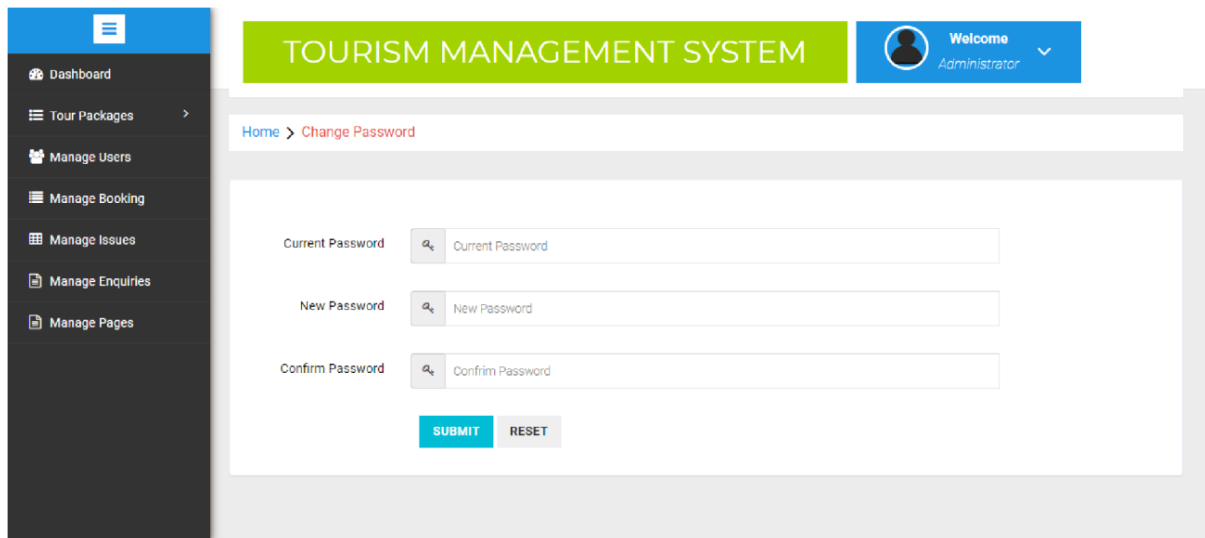 TOURISM MANAGEMENT SYSTEM
Welcome
Administrator
Dashboard
Tour Packages
Manage Users
Manage Booking
Manage Issues
Manage Enquiries
Manage Pages
Home > Change Password
Current Password Current Password
New Password New Password
Confirm Password Confrim Password
SUBMIT RESET